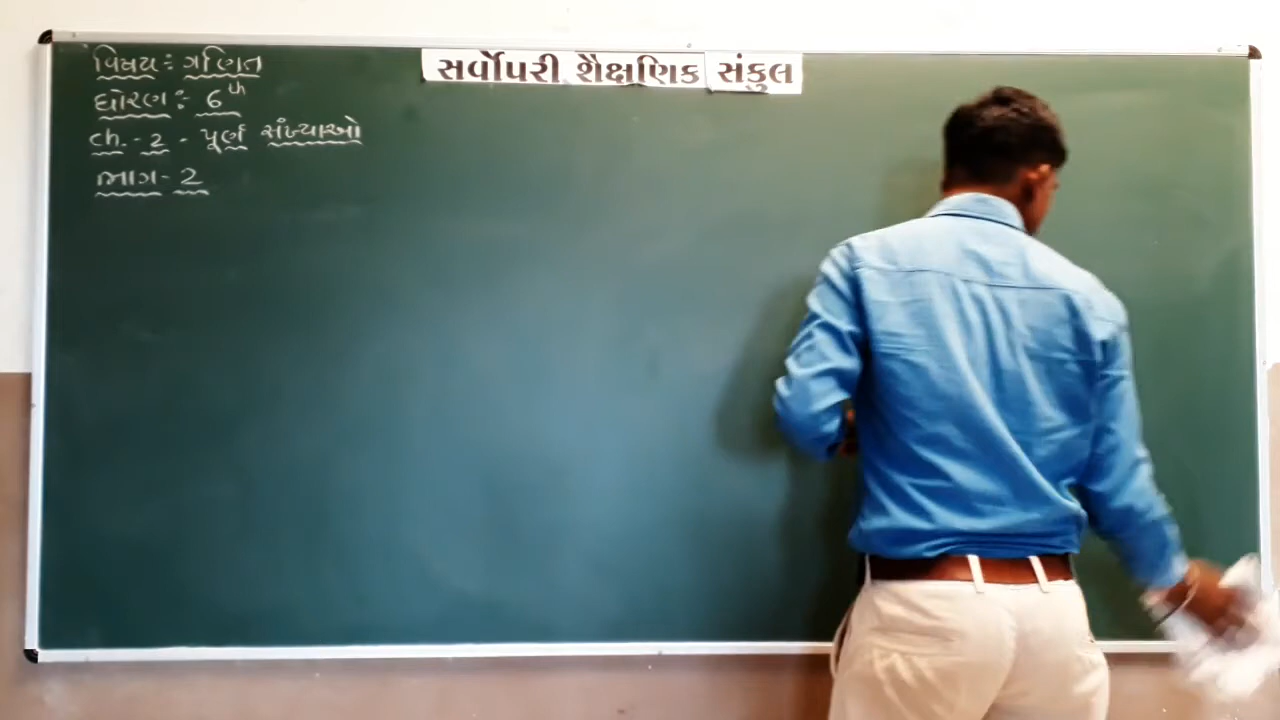 સર્વોપરી શૈક્ષણિક સંકુલ
વિષય : ગણિત
ધોરણ : 6th
ch. - 2 - પૂર્ણ સંખ્યાઓ
ભાગ - 2